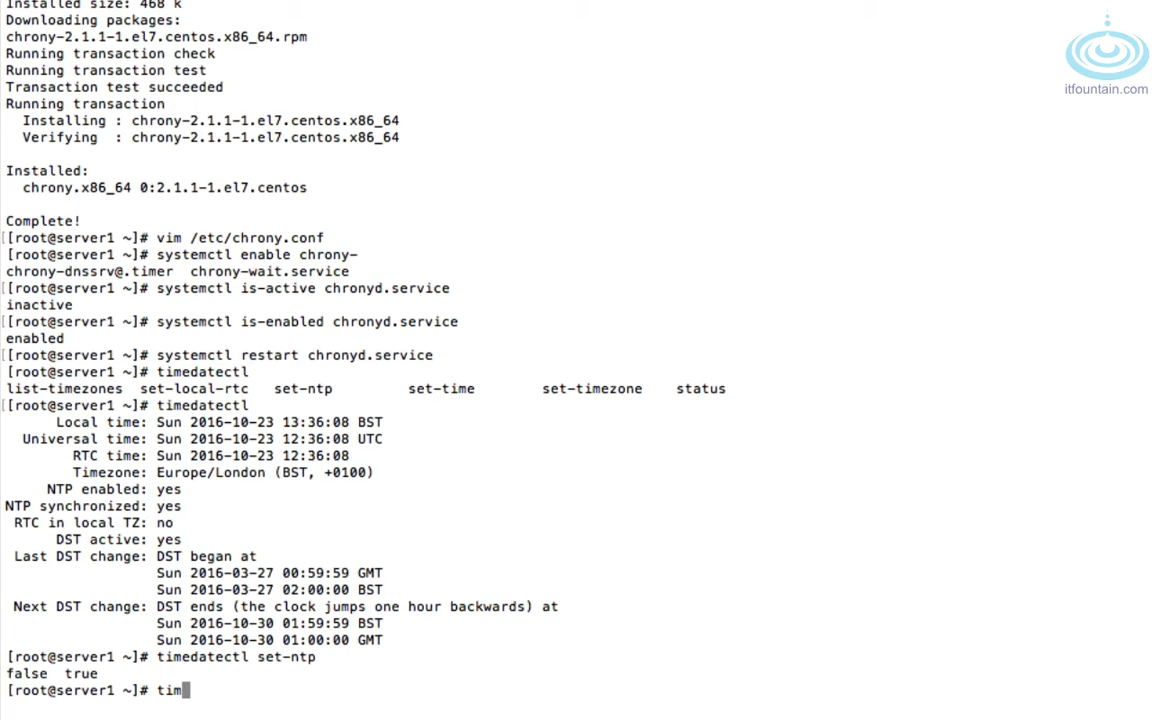 Installed size: 468 k
Downloading packages:
chrony-2.1.1-1.el7.centos.x86_64.rpm
Running transaction check
Running transaction test
Transaction test succeeded
Running transaction
  Installing : chrony-2.1.1-1.el7.centos.x86_64
  Verifying  : chrony-2.1.1-1.el7.centos.x86_64
Installed:
  chrony.x86_64 0:2.1.1-1.el7.centos
Complete!
[[root@server1 ~]# vim /etc/chrony.conf
[root@server1 ~]# systemctl enable chrony-
chrony-dnssrv@.timer  chrony-wait.service
[[root@server1 ~]# systemctl is-active chronyd.service
inactive
[[root@server1 ~]# systemctl is-enabled chronyd.service
enabled
[[root@server1 ~]# systemctl restart chronyd.service
[root@server1 ~]# timedatectl
list-timezones  set-local-rtc   set-ntp         set-time        set-timezone    status
[[root@server1 ~]# timedatectl
      Local time: Sun 2016-10-23 13:36:08 BST
  Universal time: Sun 2016-10-23 12:36:08 UTC
        RTC time: Sun 2016-10-23 12:36:08
        Timezone: Europe/London (BST, +0100)
     NTP enabled: yes
NTP synchronized: yes
 RTC in local TZ: no
      DST active: yes
 Last DST change: DST began at
                  Sun 2016-03-27 00:59:59 GMT
                  Sun 2016-03-27 02:00:00 BST
 Next DST change: DST ends (the clock jumps one hour backwards) at
                  Sun 2016-10-30 01:59:59 BST
                  Sun 2016-10-30 01:00:00 GMT
[root@server1 ~]# timedatectl set-ntp
false  true
[root@server1 ~]# tim
itfountain.com